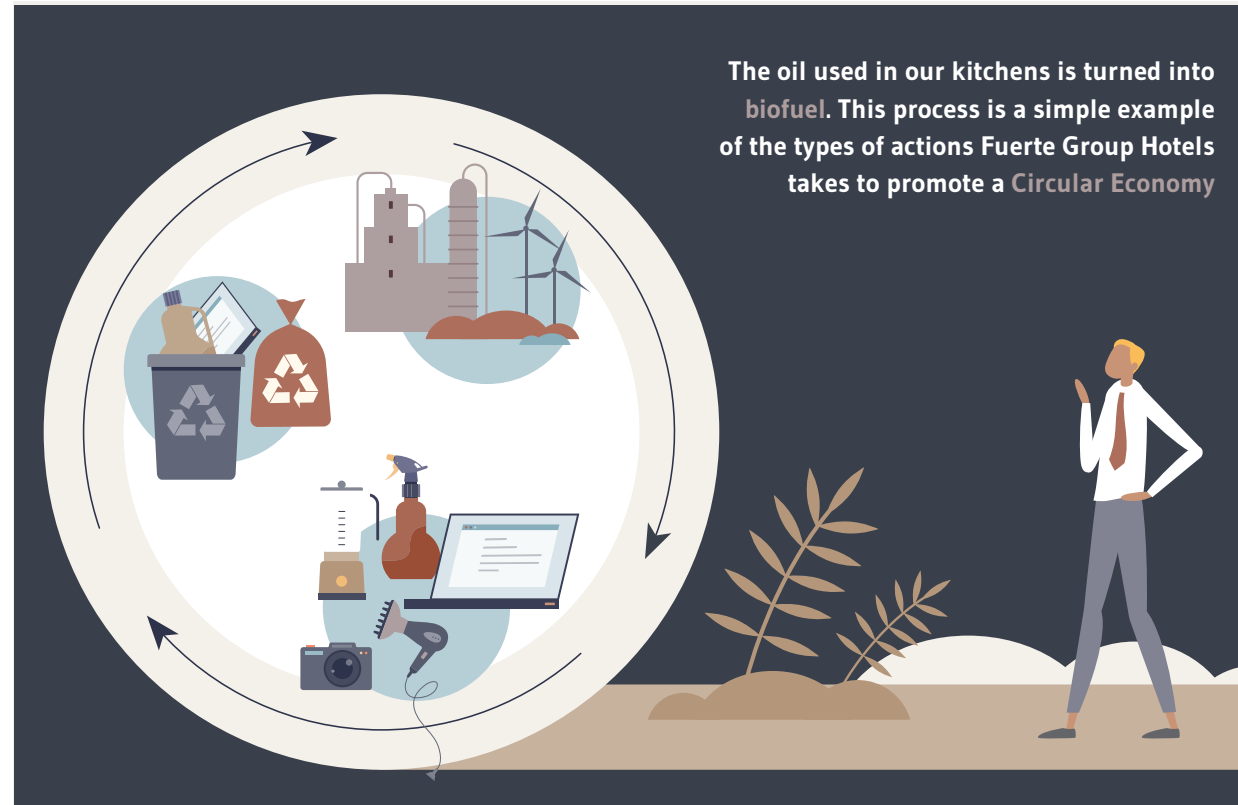 The oil used in our kitchens is turned into
biofuel. This process is a simple example
of the types of actions Fuerte Group Hotels
takes to promote a Circular Economy